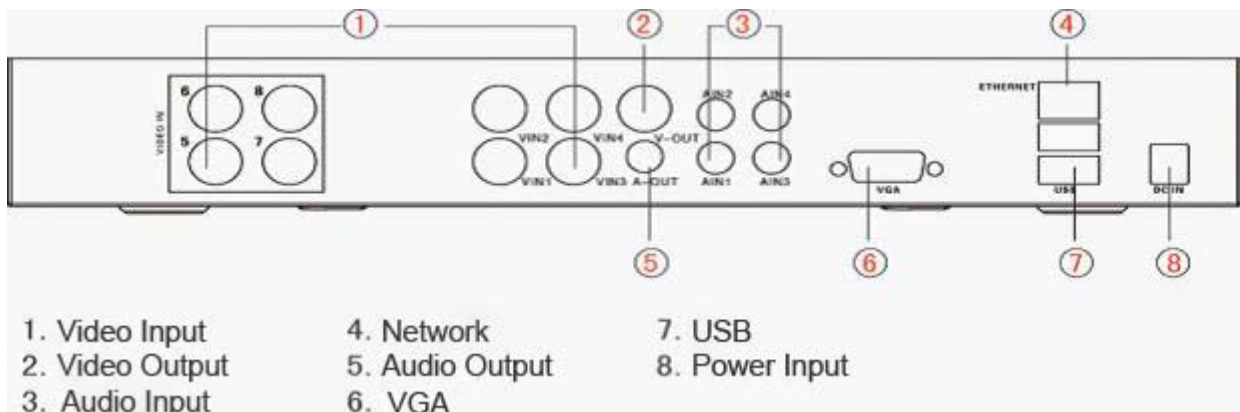 1 2 3 4
6 8 AIN2 AIN4 ETHERNET
VIDEO IN
VIN2 VIN4 V-OUT
5 7
VIN1 VIN3 A-OUT AIN1 AIN3 VGA USB DC IN
5 6 7 8
1. Video Input 4. Network 7. USB
2. Video Output 5. Audio Output 8. Power Input
3. Audio Input 6. VGA